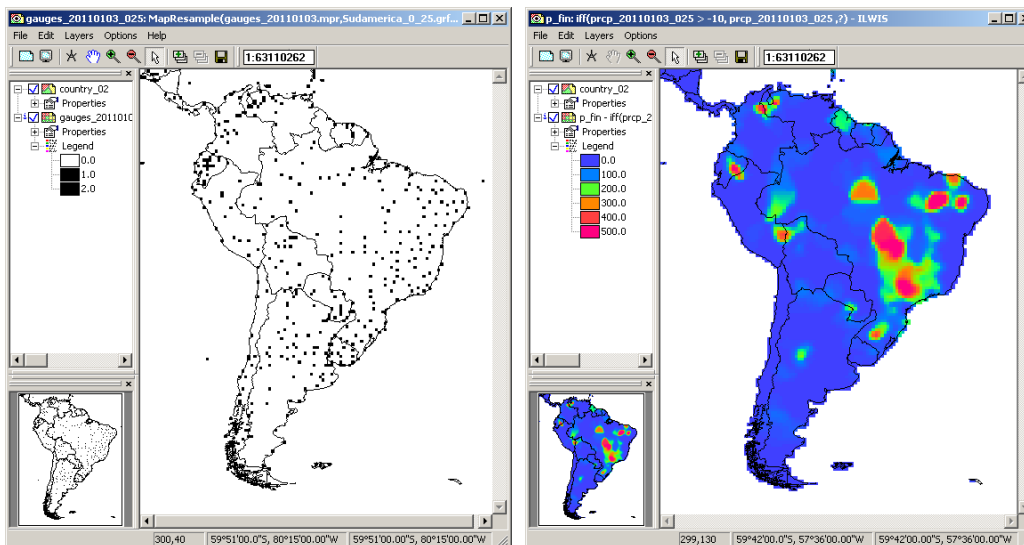 gauges_20110103_025: MapResample(gauges_20110103.mpr,Sudamerica_0_25.grf...
File Edit Layers Options Help
1:63110262
country_02
Properties
gauges_2011010
Properties
Legend
0.0
1.0
2.0
300,40 59°51'00.00"S, 80°15'00.00"W 59°51'00.00"S, 80°15'00.00"W
p_fin: iff(prcp_20110103_025 > -10, prcp_20110103_025 ,?) - ILWIS
File Edit Layers Options
1:63110262
country_02
Properties
p_fin - iff(prcp_2
Properties
Legend
0.0
100.0
200.0
300.0
400.0
500.0
299,130 59°42'00.00"S, 57°36'00.00"W 59°42'00.00"S, 57°36'00.00"W